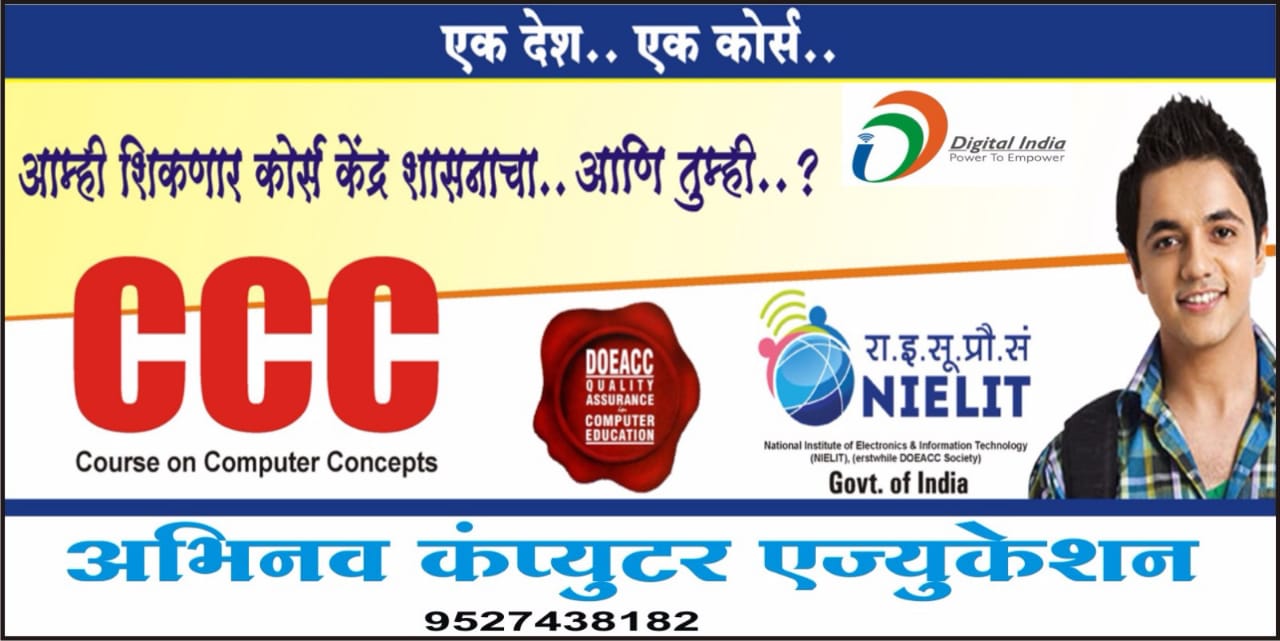 एक देश.. एक कोर्स..
आम्ही शिकणार कोर्स केंद्र शासनाचा.. आणि तुम्ही..?
Digital India
Power To Empower
CCC
Course on Computer Concepts
DOEACC
QUALITY
ASSURANCE
in
COMPUTER
EDUCATION
रा.इ.सू.प्रौ.सं
NIELIT
National Institute of Electronics & Information Technology
(NIELIT), (erstwhile DOEACC Society)
Govt. of India
अभिनव कंप्युटर एज्युकेशन
9527438182